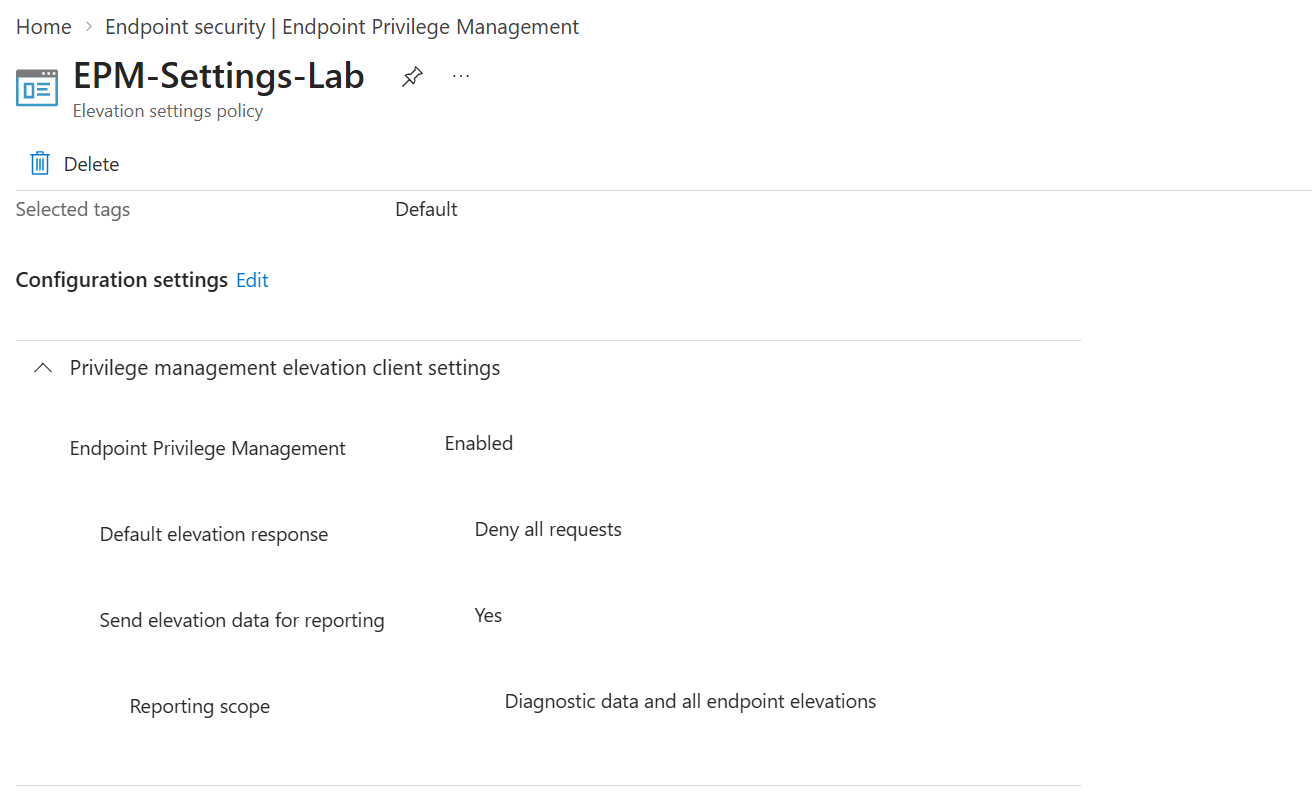 Home > Endpoint security | Endpoint Privilege Management
EPM-Settings-Lab ...
Elevation settings policy
Delete
Selected tags Default
Configuration settings Edit
Privilege management elevation client settings
Endpoint Privilege Management Enabled
Default elevation response Deny all requests
Send elevation data for reporting Yes
Reporting scope Diagnostic data and all endpoint elevations